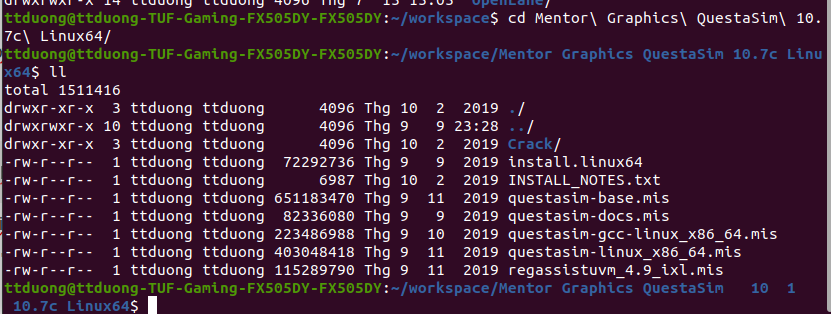 drwxrwxr-x 14 ttduong ttduong 4096 Thg 7 13 13:03 OpenLane/
ttduong@ttduong-TUF-Gaming-FX505DY-FX505DY:~/workspace$ cd Mentor\ Graphics\ QuestaSim\ 10.
7c\ Linux64/
ttduong@ttduong-TUF-Gaming-FX505DY-FX505DY:~/workspace/Mentor Graphics QuestaSim 10.7c Linu
x64$ ll
total 1511416
drwxr-xr-x 3 ttduong ttduong 4096 Thg 10 2 2019 ./
drwxrwxr-x 10 ttduong ttduong 4096 Thg 9 9 23:28 ../
drwxr-xr-x 3 ttduong ttduong 4096 Thg 10 2 2019 Crack/
-rw-r--r-- 1 ttduong ttduong 72292736 Thg 9 9 2019 install.linux64
-rw-r--r-- 1 ttduong ttduong 6987 Thg 10 2 2019 INSTALL_NOTES.txt
-rw-r--r-- 1 ttduong ttduong 651183470 Thg 9 11 2019 questasim-base.mis
-rw-r--r-- 1 ttduong ttduong 82336080 Thg 9 9 2019 questasim-docs.mis
-rw-r--r-- 1 ttduong ttduong 223486988 Thg 9 10 2019 questasim-gcc-linux_x86_64.mis
-rw-r--r-- 1 ttduong ttduong 403048418 Thg 9 11 2019 questasim-linux_x86_64.mis
-rw-r--r-- 1 ttduong ttduong 115289790 Thg 9 11 2019 regassistuvm_4.9_ixl.mis
ttduong@ttduong-TUF-Gaming-FX505DY-FX505DY:~/workspace/Mentor Graphics QuestaSim 10 1
10.7c Linux64$